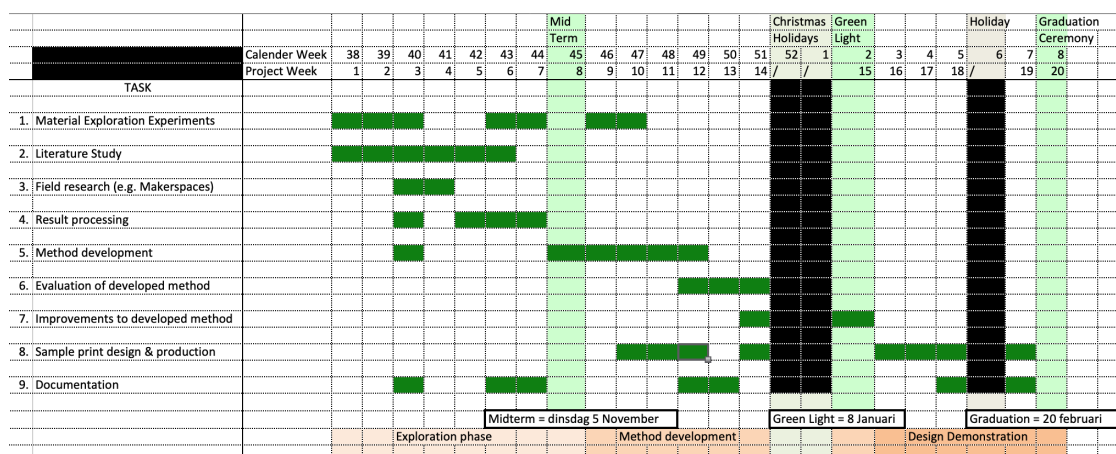 Mid Christmas Green Holiday Graduation
Term Holidays Light Ceremony
Calender Week 38 39 40 41 42 43 44 45 46 47 48 49 50 51 52 1 2 3 4 5 6 7 8
Project Week 1 2 3 4 5 6 7 8 9 10 11 12 13 14 / / 15 16 17 18 / 19 20
TASK
1. Material Exploration Experiments
2. Literature Study
3. Field research (e.g. Makerspaces)
4. Result processing
5. Method development
6. Evaluation of developed method
7. Improvements to developed method
8. Sample print design & production
9. Documentation
Midterm = dinsdag 5 November Green Light = 8 Januari Graduation = 20 februari
Exploration phase Method development Design Demonstration